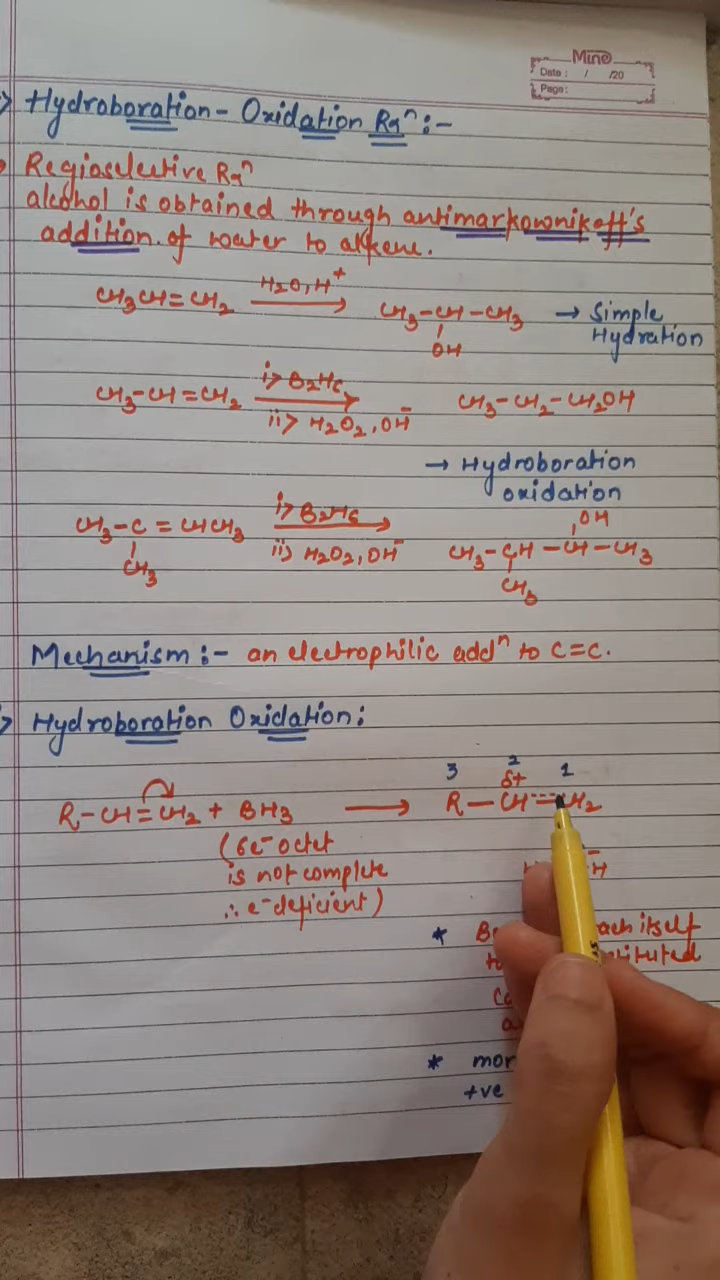 Mine
Date : / /20
Page:
> Hydroboration - Oxidation Rxⁿ :-
Regioselective Rxⁿ
alcohol is obtained through antimarkownikoff's
addition of water to alkene.
CH3CH=CH2 H2O, H⁺ → CH3-CH-CH3 → Simple
OH Hydration
CH3-CH=CH2 i> B2H6 → CH3-CH2-CH2OH
ii> H2O2, OH⁻
→ Hydroboration
oxidation
CH3-C=CHCH3 i> B2H6 → CH3-CH-CH-CH3
CH3 ii> H2O2, OH⁻ CH3 OH
Mechanism :- an electrophilic addⁿ to C=C.
> Hydroboration Oxidation :
3 2 1
δ+
R-CH=CH2 + BH3 → R-CH=CH2
(6e⁻ octet
is not complete H
∴ e⁻deficient)
* itself
* 
+ve